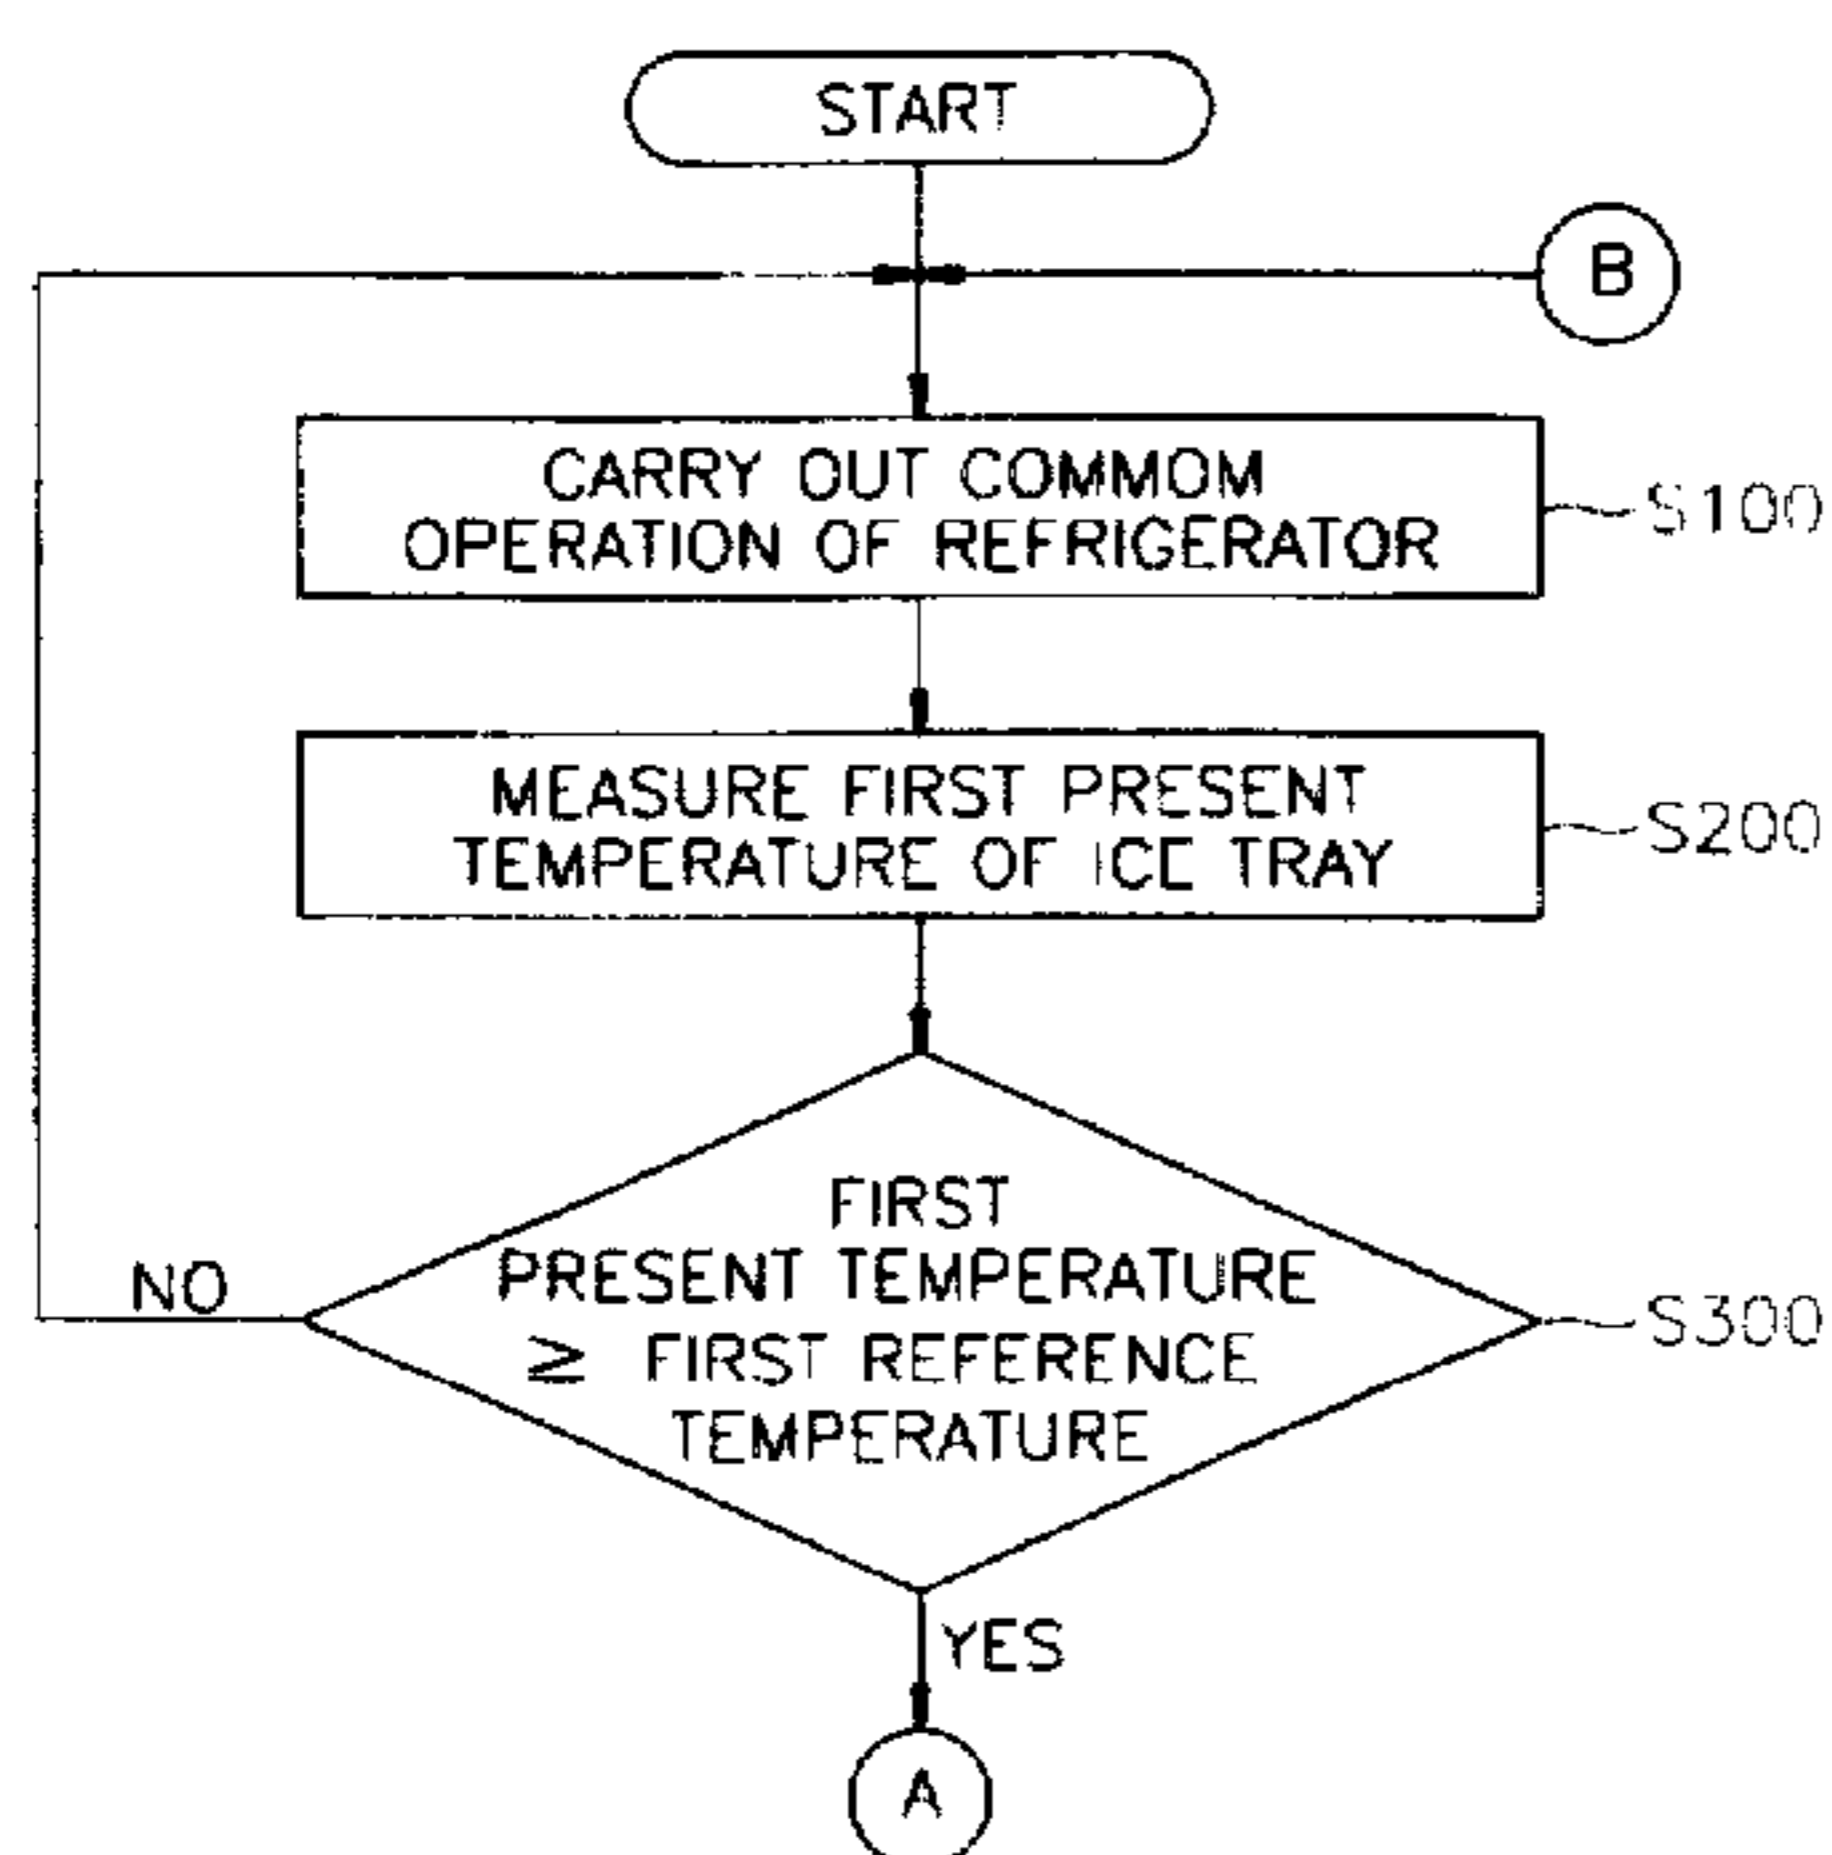 START
B
CARRY OUT COMMOM
OPERATION OF REFRIGERATOR
S100
MEASURE FIRST PRESENT
TEMPERATURE OF ICE TRAY
S200
FIRST
PRESENT TEMPERATURE
≥ FIRST REFERENCE
TEMPERATURE
NO
S300
YES
A